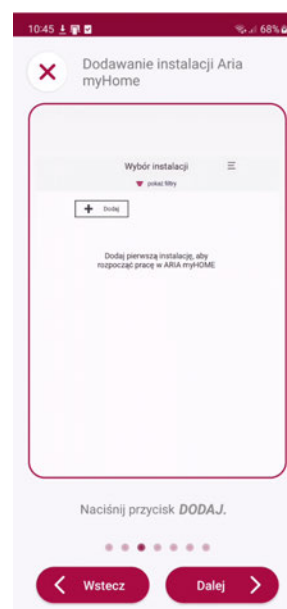 10:45 68%
Dodawanie instalacji Aria
myHome
Wybór instalacji
pokaż filtry
Dodaj
Dodaj pierwszą instalację, aby
rozpocząć pracę w ARIA myHOME
Naciśnij przycisk DODAJ.
Wstecz Dalej